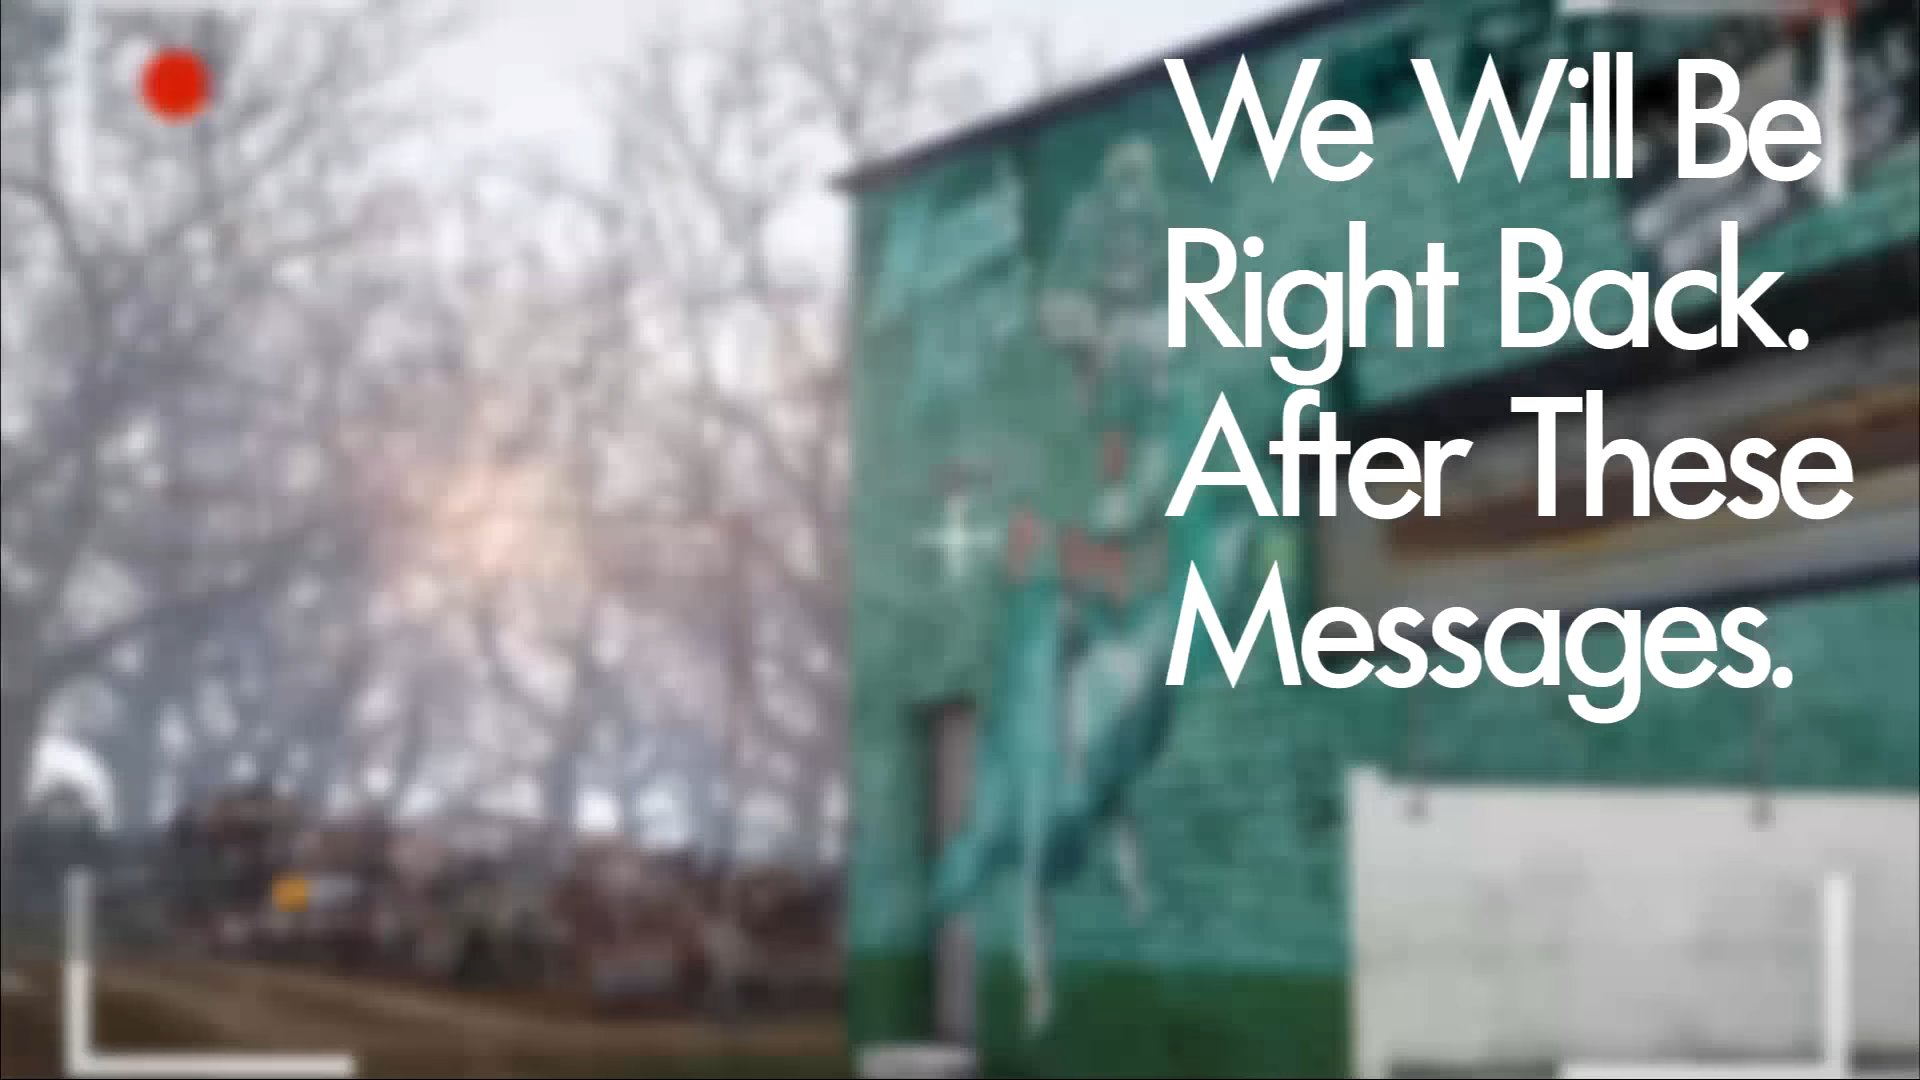 We Will Be
Right Back.
After These
Messages.